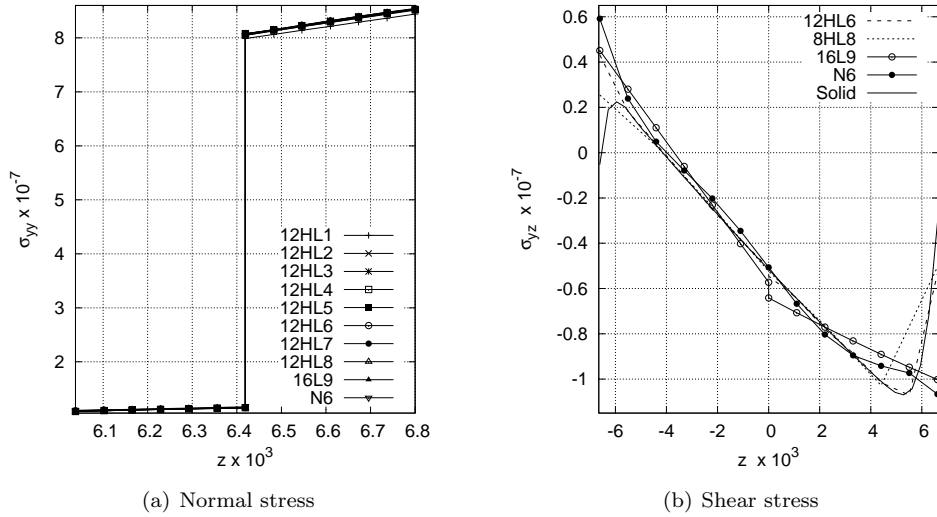 8
7
6
5
4
3
2
6.1 6.2 6.3 6.4 6.5 6.6 6.7 6.8
σyy x 10-7
z x 103
12HL1
12HL2
12HL3
12HL4
12HL5
12HL6
12HL7
12HL8
16L9
N6
(a) Normal stress
0.6
0.4
0.2
0
-0.2
-0.4
-0.6
-0.8
-1
-6 -4 -2 0 2 4 6
σyz x 10-7
z x 103
12HL6
8HL8
16L9
N6
Solid
(b) Shear stress